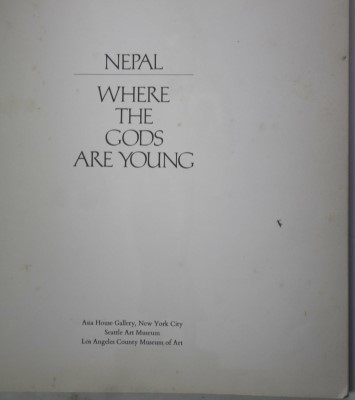 NEPAL
WHERE
THE
GODS
ARE YOUNG
Asia House Gallery, New York City
Seattle Art Museum
Los Angeles County Museum of Art